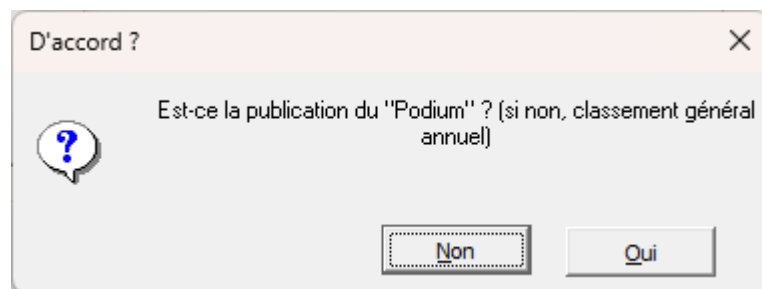 D'accord ?
Est-ce la publication du "Podium" ? (si non, classement général
annuel)
Non
Oui